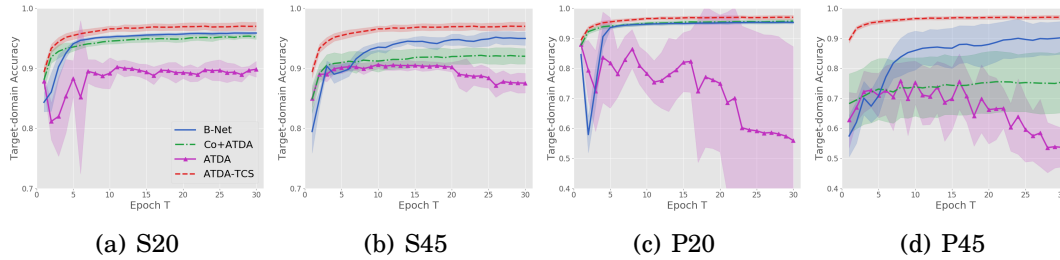 Target-domain Accuracy
1.0
0.9
0.8
0.7
0 5 10 15 20 25 30
Epoch T
B-Net
Co+ATDA
ATDA
ATDA-TCS
(a) S20
Target-domain Accuracy
1.0
0.9
0.8
0.7
0 5 10 15 20 25 30
Epoch T
(b) S45
Target-domain Accuracy
1.0
0.9
0.8
0.7
0.6
0.5
0.4
0 5 10 15 20 25 30
Epoch T
(c) P20
Target-domain Accuracy
1.0
0.9
0.8
0.7
0.6
0.5
0.4
0 5 10 15 20 25 30
Epoch T
(d) P45